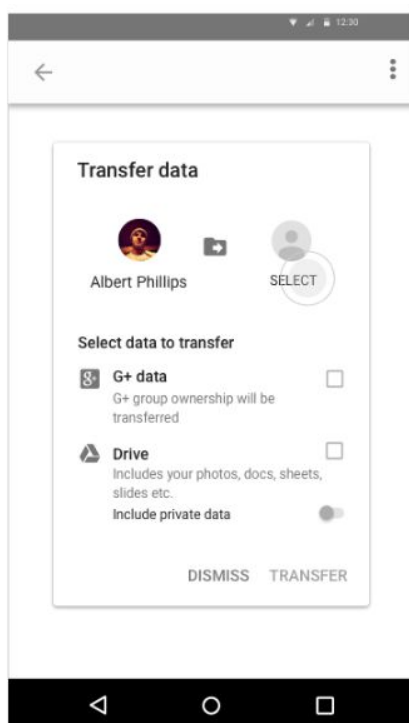 12:30
Transfer data
Albert Phillips
SELECT
Select data to transfer
G+ data
G+ group ownership will be
transferred
Drive
Includes your photos, docs, sheets,
slides etc.
Include private data
DISMISS TRANSFER